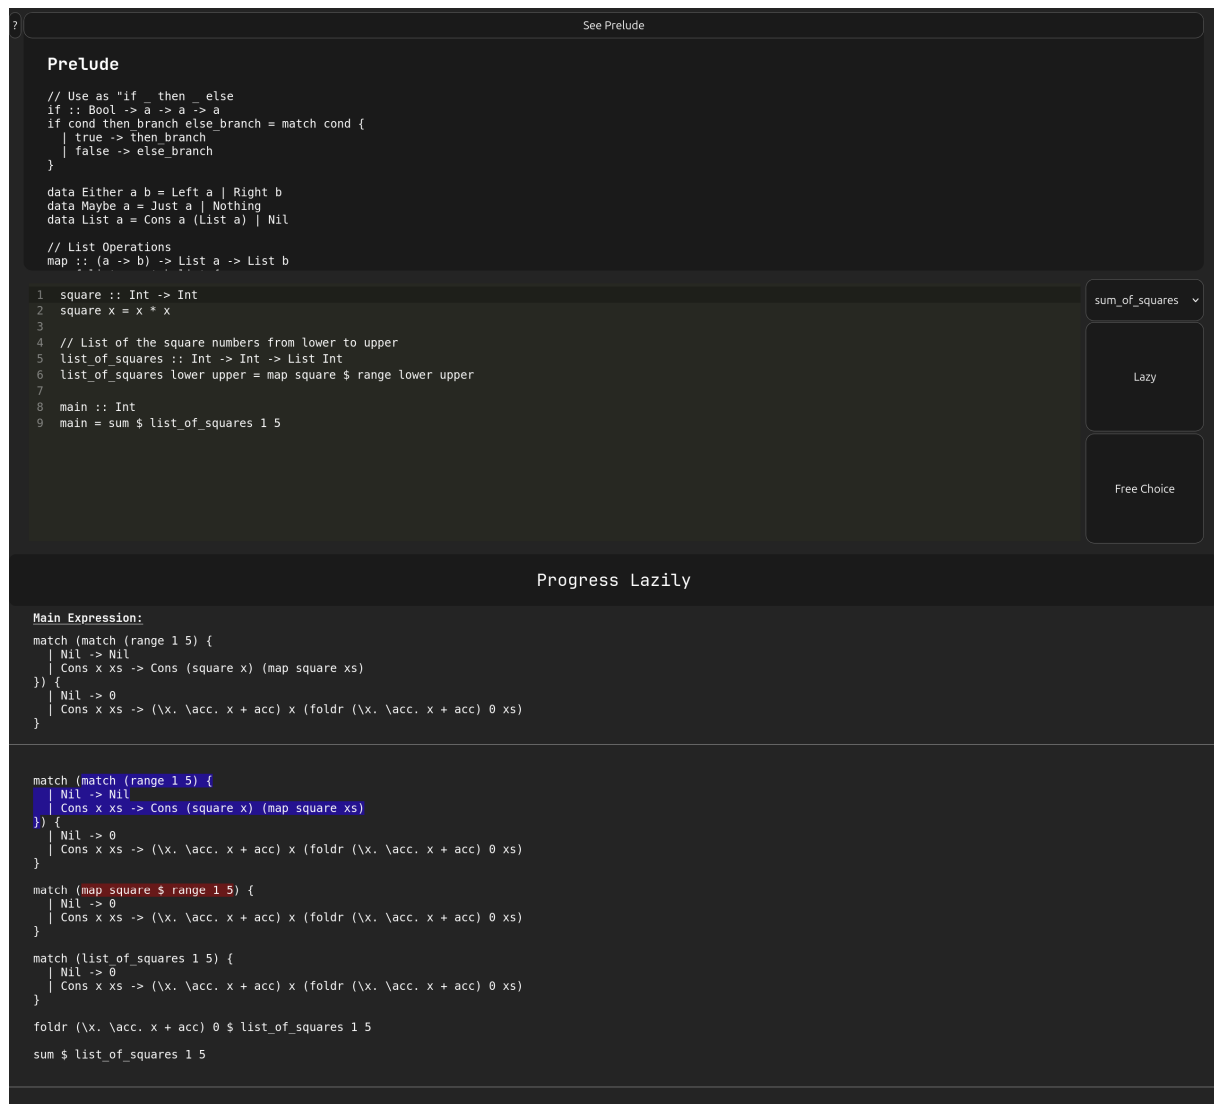 ?
See Prelude
Prelude
// Use as "if _ then _ else
if :: Bool -> a -> a -> a
if cond then_branch else_branch = match cond {
  | true -> then_branch
  | false -> else_branch
}
data Either a b = Left a | Right b
data Maybe a = Just a | Nothing
data List a = Cons a (List a) | Nil
// List Operations
map :: (a -> b) -> List a -> List b
1 square :: Int -> Int
2 square x = x * x
3
4 // List of the square numbers from lower to upper
5 list_of_squares :: Int -> Int -> List Int
6 list_of_squares lower upper = map square $ range lower upper
7
8 main :: Int
9 main = sum $ list_of_squares 1 5
sum_of_squares
Lazy
Free Choice
Progress Lazily
Main Expression:
match (match (range 1 5) {
  | Nil -> Nil
  | Cons x xs -> Cons (square x) (map square xs)
}) {
  | Nil -> 0
  | Cons x xs -> (\x. \acc. x + acc) x (foldr (\x. \acc. x + acc) 0 xs)
}
match (match (range 1 5) {
  | Nil -> Nil
  | Cons x xs -> Cons (square x) (map square xs)
}) {
  | Nil -> 0
  | Cons x xs -> (\x. \acc. x + acc) x (foldr (\x. \acc. x + acc) 0 xs)
}
match (map square $ range 1 5) {
  | Nil -> 0
  | Cons x xs -> (\x. \acc. x + acc) x (foldr (\x. \acc. x + acc) 0 xs)
}
match (list_of_squares 1 5) {
  | Nil -> 0
  | Cons x xs -> (\x. \acc. x + acc) x (foldr (\x. \acc. x + acc) 0 xs)
}
foldr (\x. \acc. x + acc) 0 $ list_of_squares 1 5
sum $ list_of_squares 1 5